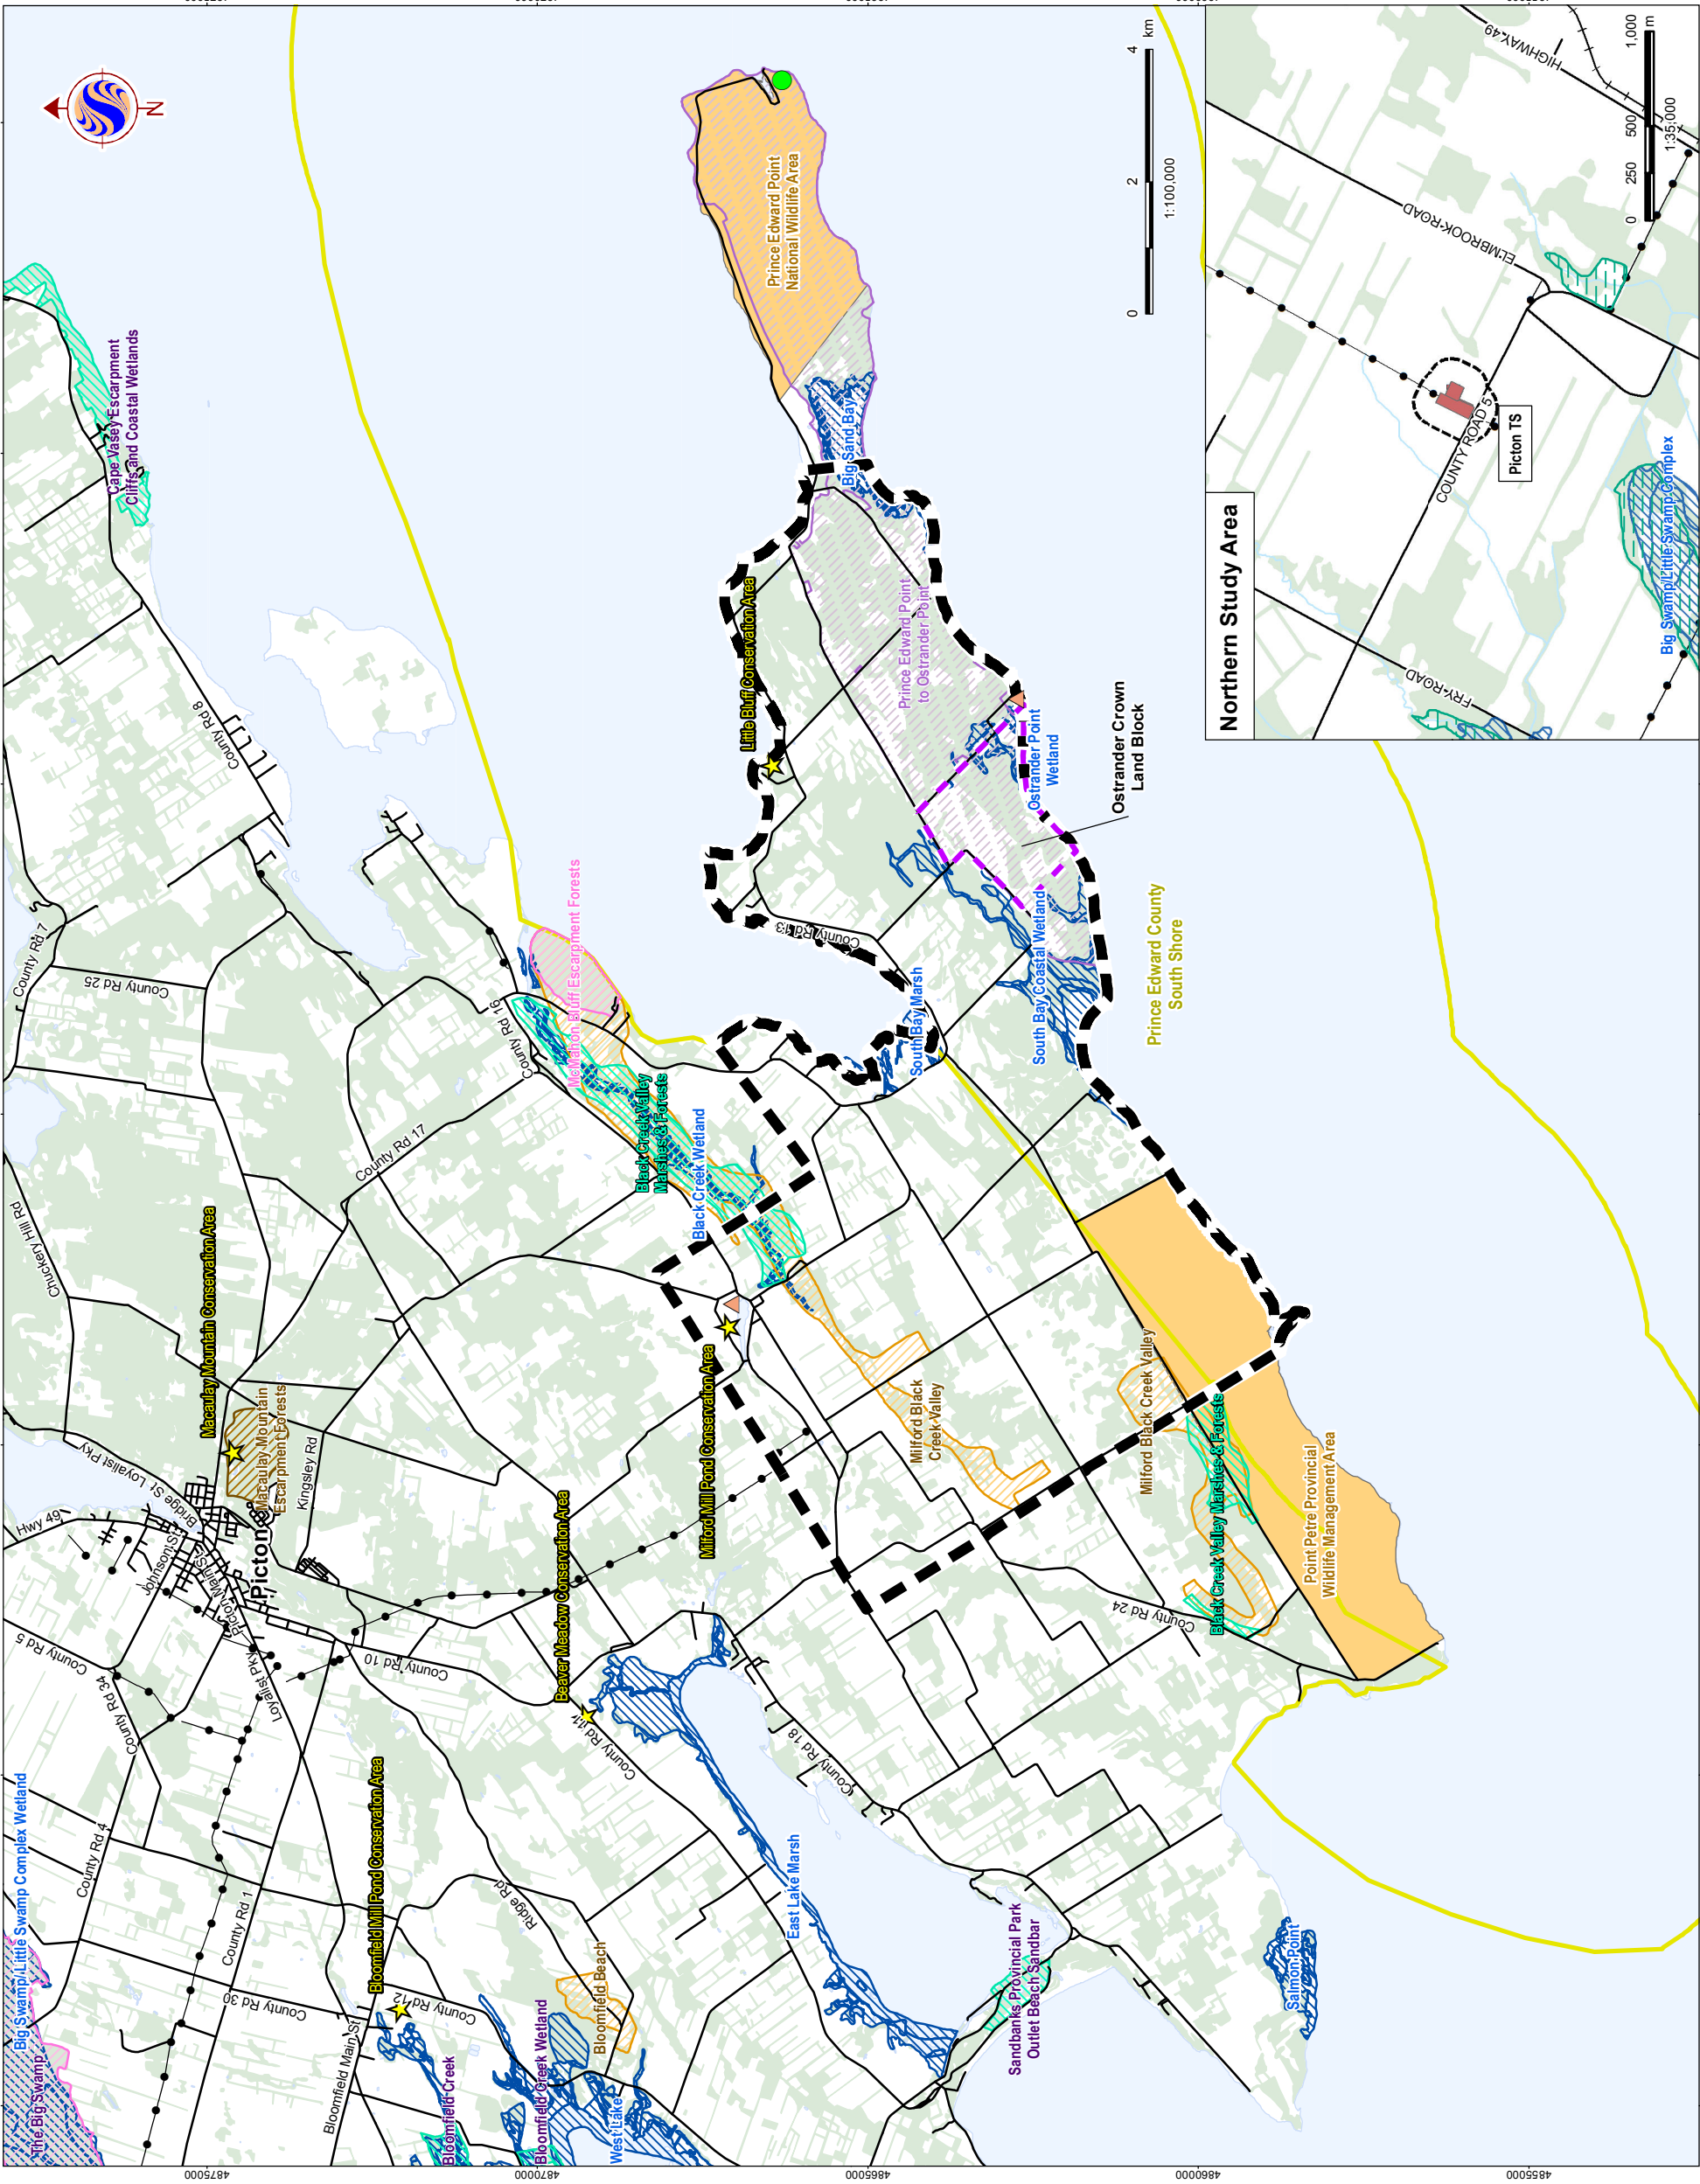 N
Cape Vasey Escarpment
Cliffs and Coastal Wetlands
Prince Edward Point
National Wildlife Area
0 2 4 km
1:100,000
Big Sand Bay
Little Bluff Conservation Area
Prince Edward Point
to Ostrander Point
Ostrander Point
Wetland
Ostrander Crown
Land Block
County Rd 8
County Rd 7
County Rd 25
County Rd 16
County Rd 13
McMahon Bluff Escarpment Forests
South Bay Marsh
South Bay Coastal Wetland
Prince Edward County
South Shore
Black Creek Valley
Marshes & Forests
Black Creek Wetland
County Rd 17
Chuckery Hill Rd
Macaulay Mountain Conservation Area
Macaulay Mountain
Escarpment Forests
Kingsley Rd
Loyalist Pky
Bridge St
Hwy 49
Johnson St
Picton Main St
Picton
Loyalist Pky
County Rd 5
County Rd 34
County Rd 10
Milford Mill Pond Conservation Area
Milford Black
Creek Valley
Milford Black Creek Valley
Black Creek Valley Marshes & Forests
Point Petre Provincial
Wildlife Management Area
County Rd 24
Beaver Meadow Conservation Area
County Rd 11
County Rd 18
East Lake Marsh
Big Swamp/Little Swamp Complex Wetland
The Big Swamp
County Rd 4
County Rd 1
County Rd 30
Bloomfield Mill Pond Conservation Area
County Rd 12
Bloomfield Main St
Ridge Rd
Bloomfield Beach
Bloomfield Creek
Bloomfield Creek Wetland
West Lake
Sandbanks Provincial Park
Outlet Beach Sandbar
Salmon Point
4875000
4870000
4865000
4860000
4855000
Northern Study Area
HIGHWAY 49
ELMBROOK ROAD
COUNTY ROAD 5
FRY ROAD
Picton TS
Big Swamp/Little Swamp Complex
0 250 500 1,000
m
1:35,000